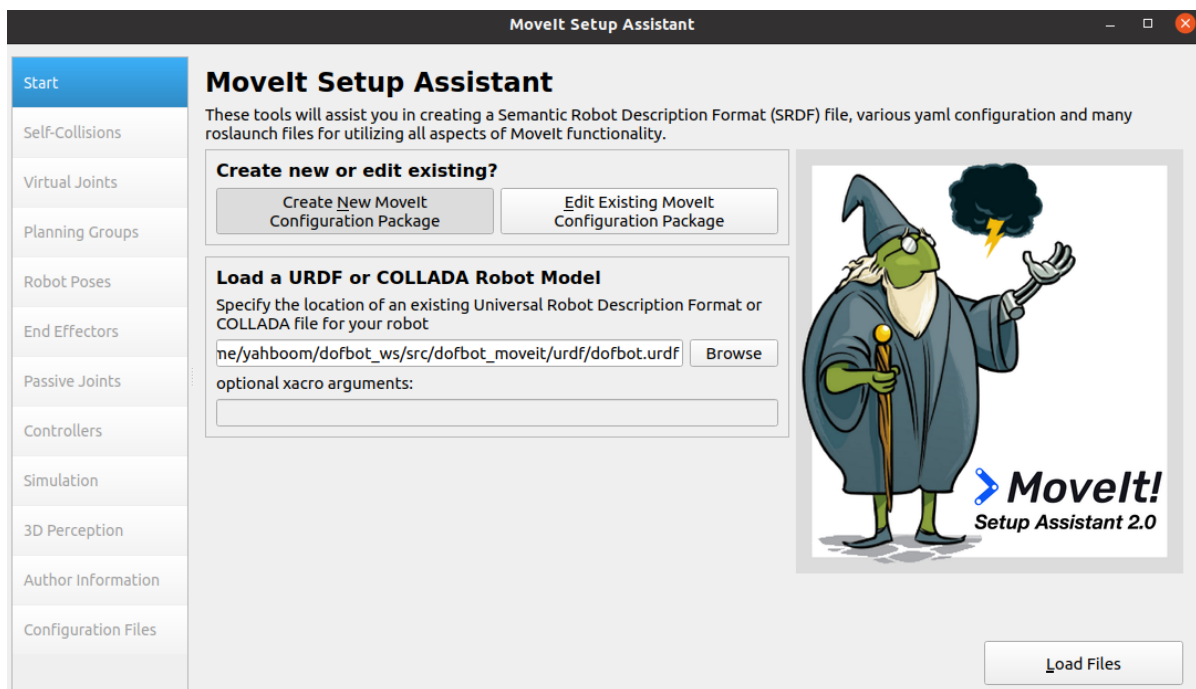 MoveIt Setup Assistant
Start
Self-Collisions
Virtual Joints
Planning Groups
Robot Poses
End Effectors
Passive Joints
Controllers
Simulation
3D Perception
Author Information
Configuration Files
MoveIt Setup Assistant
These tools will assist you in creating a Semantic Robot Description Format (SRDF) file, various yaml configuration and many
roslaunch files for utilizing all aspects of MoveIt functionality.
Create new or edit existing?
Create New MoveIt
Configuration Package
Edit Existing MoveIt
Configuration Package
Load a URDF or COLLADA Robot Model
Specify the location of an existing Universal Robot Description Format or
COLLADA file for your robot
me/yahboom/dofbot_ws/src/dofbot_moveit/urdf/dofbot.urdf
Browse
optional xacro arguments:
MoveIt!
Setup Assistant 2.0
Load Files